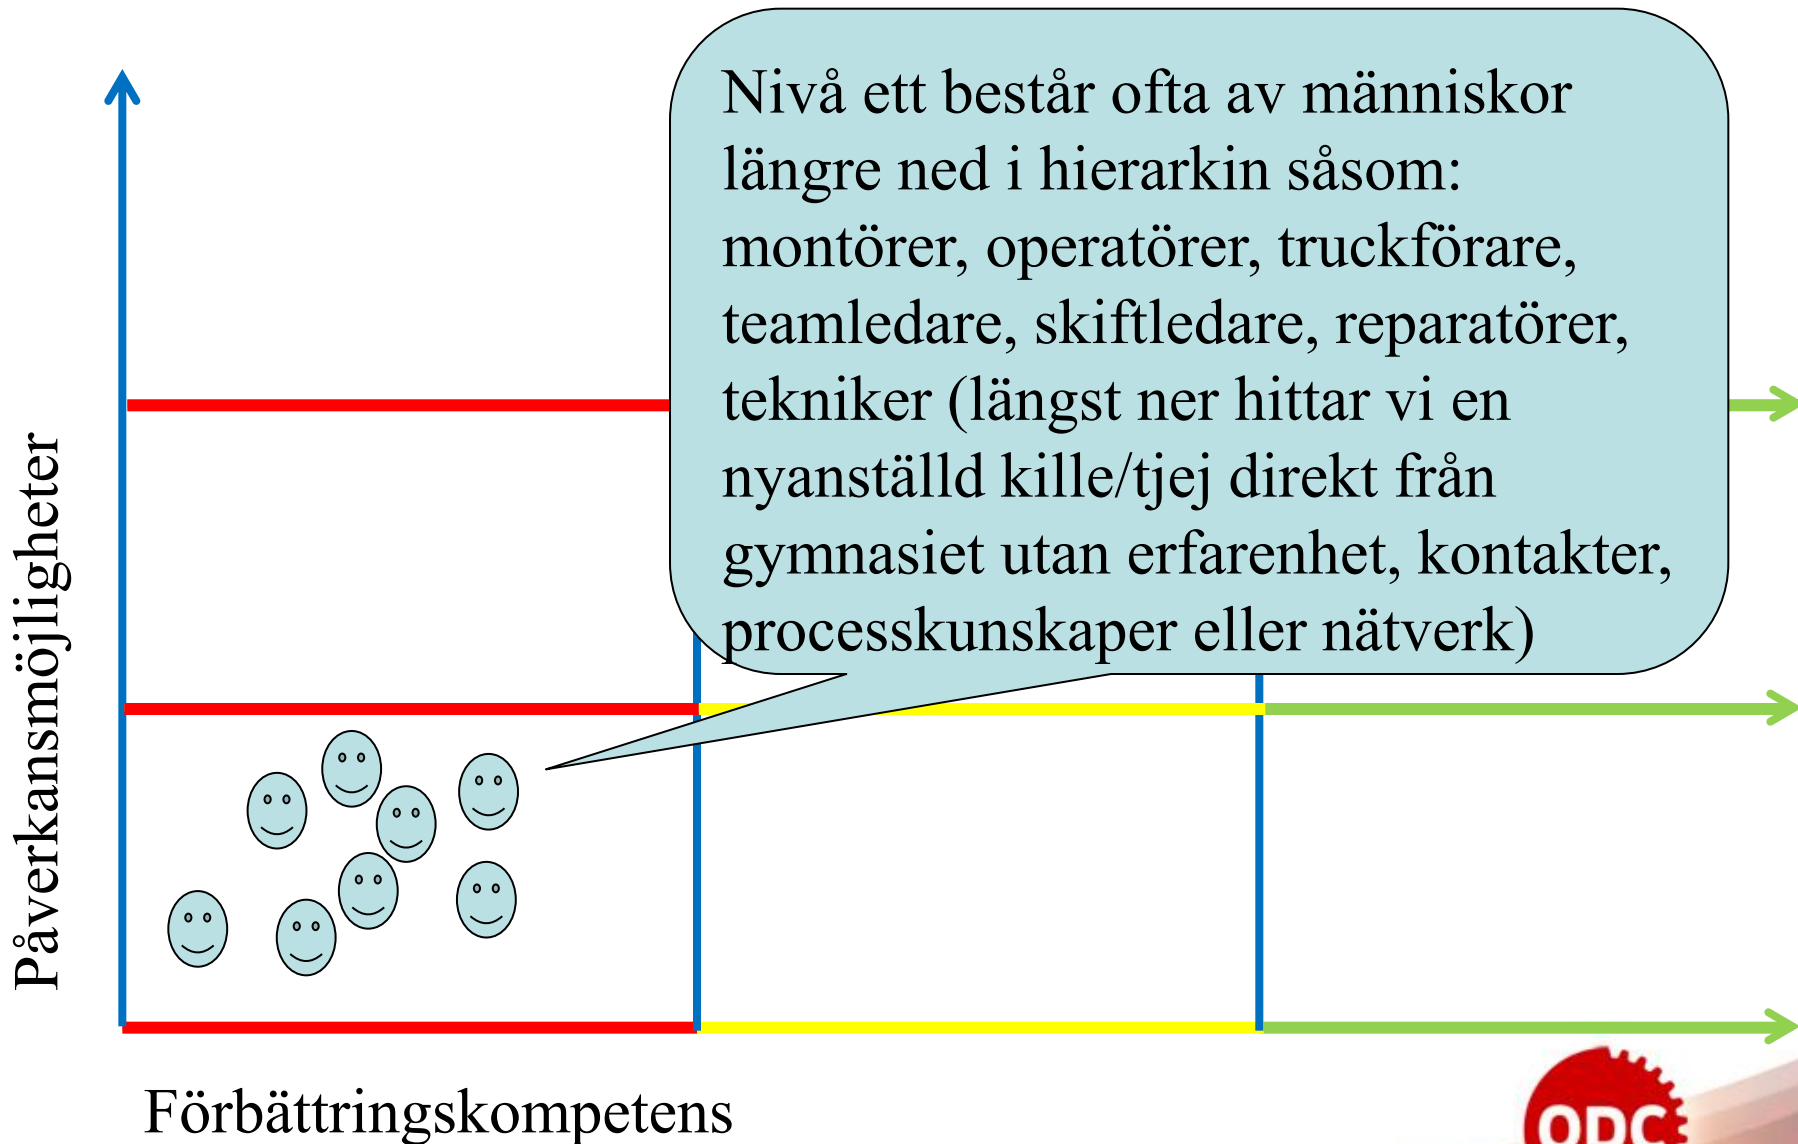 Nivå ett består ofta av människor
längre ned i hierarkin såsom:
montörer, operatörer, truckförare,
teamledare, skiftledare, reparatörer,
tekniker (längst ner hittar vi en
nyanställd kille/tjej direkt från
gymnasiet utan erfarenhet, kontakter,
processkunskaper eller nätverk)
Påverkansmöjligheter
Förbättringskompetens
ODC